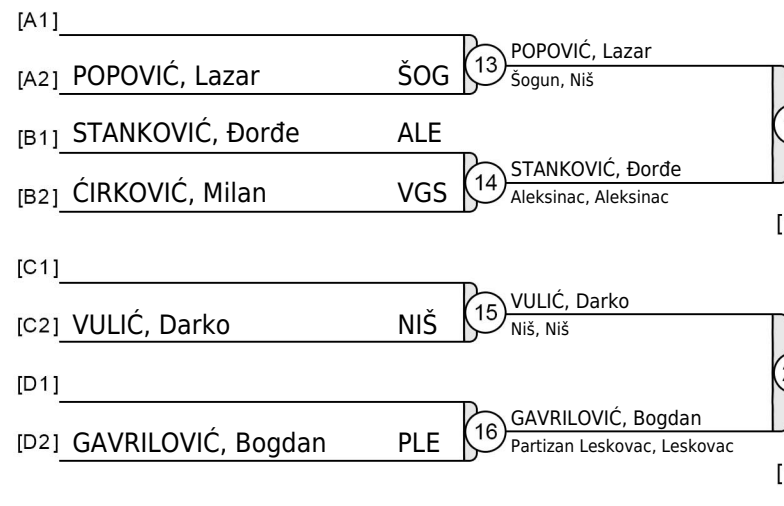 [A1]
[A2] POPOVIĆ, Lazar ŠOG
13
POPOVIĆ, Lazar
Šogun, Niš
[B1] STANKOVIĆ, Đorđe ALE
[B2] ĆIRKOVIĆ, Milan VGS
14
STANKOVIĆ, Đorđe
Aleksinac, Aleksinac
[C1]
[C2] VULIĆ, Darko NIŠ
15
VULIĆ, Darko
Niš, Niš
[D1]
[D2] GAVRILOVIĆ, Bogdan PLE
16
GAVRILOVIĆ, Bogdan
Partizan Leskovac, Leskovac